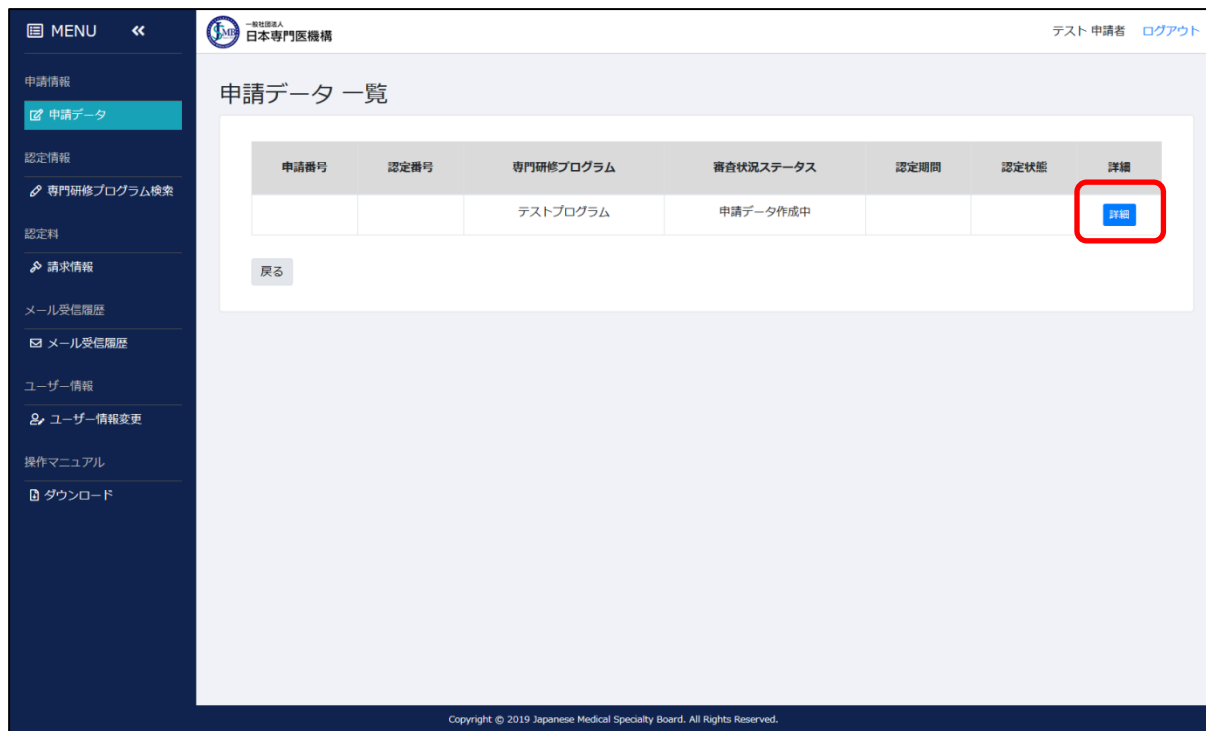 MENU
一般社団法人
日本専門医機構
テスト 申請者 ログアウト
申請情報
申請データ
認定情報
専門研修プログラム検索
認定料
請求情報
メール受信履歴
メール受信履歴
ユーザー情報
ユーザー情報変更
操作マニュアル
ダウンロード
申請データ 一覧
申請番号 認定番号 専門研修プログラム 審査状況ステータス 認定期間 認定状態 詳細
テストプログラム 申請データ作成中 詳細
戻る
Copyright © 2019 Japanese Medical Specialty Board. All Rights Reserved.